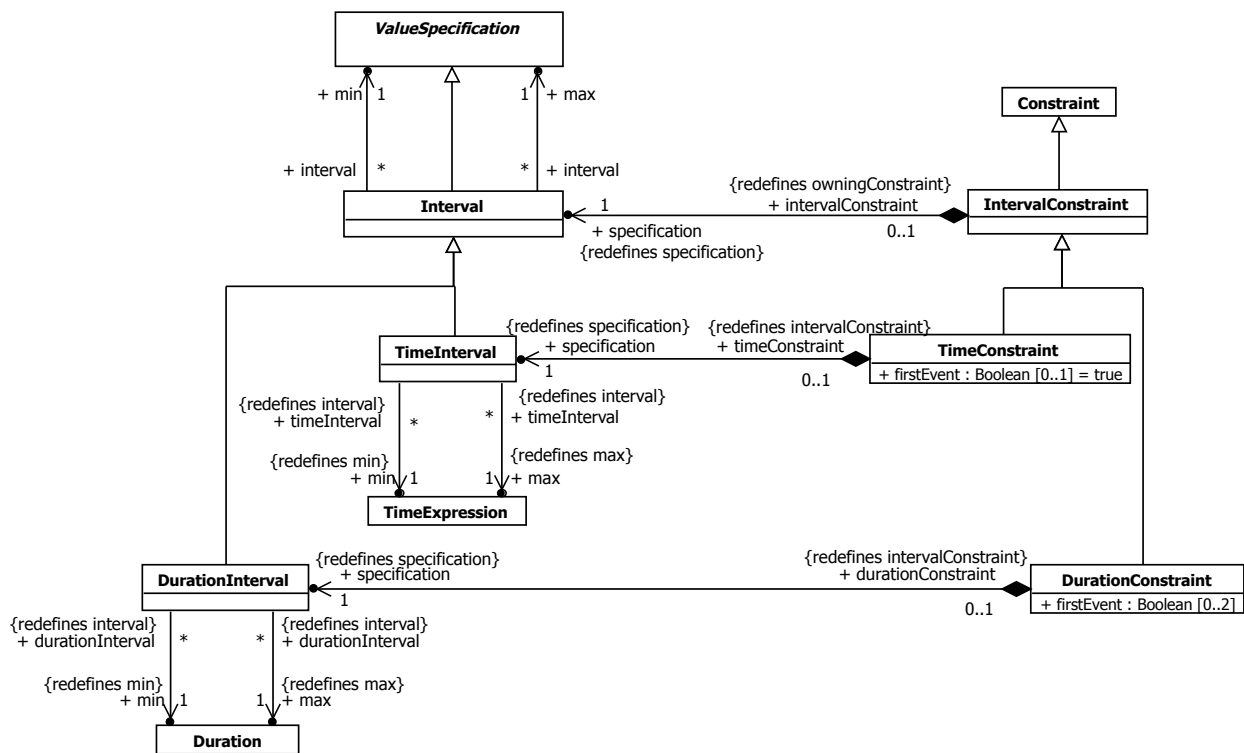 ValueSpecification
+ min 1
1 + max
Constraint
+ interval *
* + interval
{redefines owningConstraint}
1
+ intervalConstraint
Interval
IntervalConstraint
+ specification
0..1
{redefines specification}
{redefines specification}
{redefines intervalConstraint}
+ specification
+ timeConstraint
TimeInterval
TimeConstraint
1
0..1
+ firstEvent : Boolean [0..1] = true
{redefines interval}
{redefines interval}
+ timeInterval *
* + timeInterval
{redefines min}
{redefines max}
+ min 1
1 + max
TimeExpression
{redefines specification}
{redefines intervalConstraint}
+ specification
+ durationConstraint
DurationInterval
DurationConstraint
1
0..1
+ firstEvent : Boolean [0..2]
{redefines interval}
{redefines interval}
+ durationInterval *
* + durationInterval
{redefines min}
{redefines max}
+ min 1
1 + max
Duration